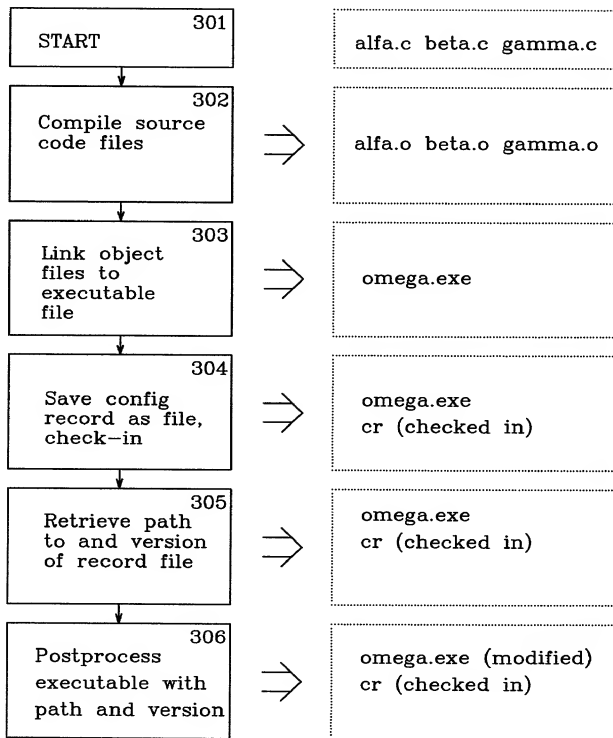 301
START
alfa.c beta.c gamma.c
302
Compile source
code files
alfa.o beta.o gamma.o
303
Link object
files to
executable
file
omega.exe
304
Save config
record as file,
check-in
omega.exe
cr (checked in)
305
Retrieve path
to and version
of record file
omega.exe
cr (checked in)
306
Postprocess
executable with
path and version
omega.exe (modified)
cr (checked in)